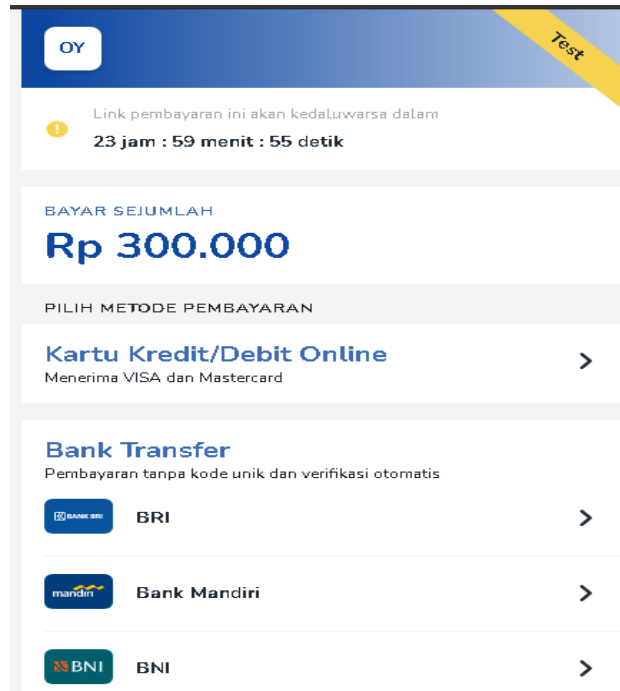 OY
Test
Link pembayaran ini akan kedaluwarsa dalam
23 jam : 59 menit : 55 detik
BAYAR SEJUMLAH
Rp 300.000
PILIH METODE PEMBAYARAN
Kartu Kredit/Debit Online
Menerima VISA dan Mastercard
Bank Transfer
Pembayaran tanpa kode unik dan verifikasi otomatis
BANK BRI BRI
mandiri Bank Mandiri
BNI BNI